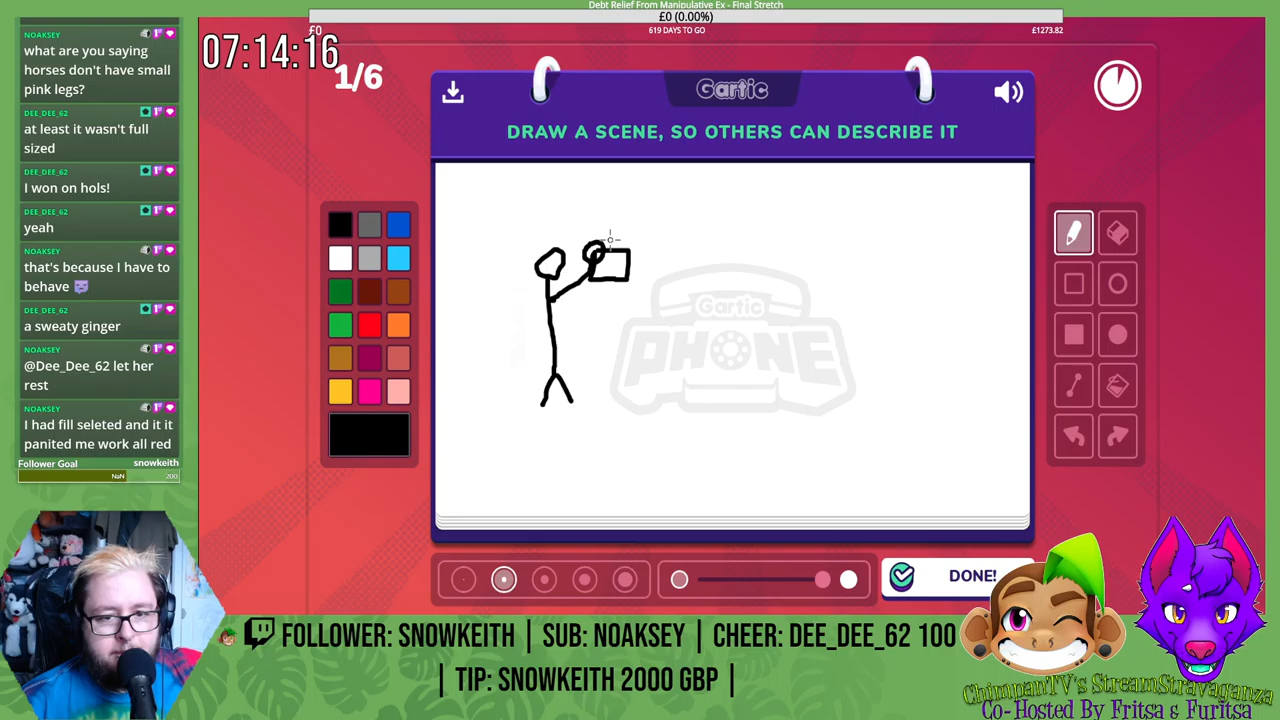 Debt Relief From Manipulative Ex - Final Stretch
£0 (0.00%)
£0
619 DAYS TO GO
£1273.82
07:14:16
1/6
NOAKSEY
what are you saying
horses don't have small
pink legs?
DEE_DEE_62
at least it wasn't full
sized
DEE_DEE_62
I won on hols!
DEE_DEE_62
yeah
NOAKSEY
that's because I have to
behave
DEE_DEE_62
a sweaty ginger
NOAKSEY
@Dee_Dee_62 let her
rest
NOAKSEY
I had fill seleted and it it
panited me work all red
Follower Goal
snowkeith
NaN
200
Gartic
DRAW A SCENE, SO OTHERS CAN DESCRIBE IT
Gartic
PHONE
DONE!
FOLLOWER: SNOWKEITH | SUB: NOAKSEY | CHEER: DEE_DEE_62 100
| TIP: SNOWKEITH 2000 GBP |
ChimpanTV's StreamStravaganza
Co-Hosted By Fritsa & Furitsa